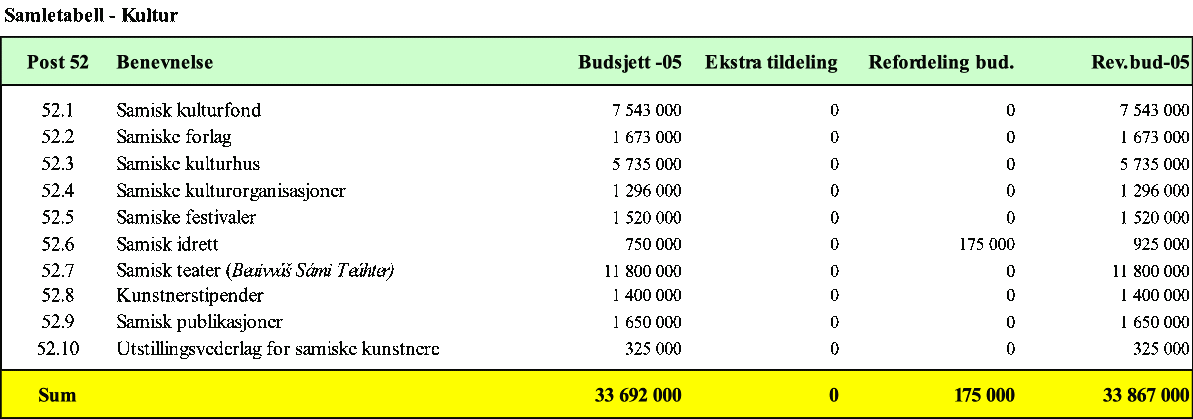 Samletabell - Kultur
Post 52 Benevnelse Budsjett -05 Ekstra tildeling Refordeling bud. Rev.bud-05
52.1 Samisk kulturfond 7 543 000 0 0 7 543 000
52.2 Samiske forlag 1 673 000 0 0 1 673 000
52.3 Samiske kulturhus 5 735 000 0 0 5 735 000
52.4 Samiske kulturorganisasjoner 1 296 000 0 0 1 296 000
52.5 Samiske festivaler 1 520 000 0 0 1 520 000
52.6 Samisk idrett 750 000 0 175 000 925 000
52.7 Samisk teater (Beaivváš Sámi Teáhter) 11 800 000 0 0 11 800 000
52.8 Kunstnerstipender 1 400 000 0 0 1 400 000
52.9 Samisk publikasjoner 1 650 000 0 0 1 650 000
52.10 Utstillingsvederlag for samiske kunstnere 325 000 0 0 325 000
Sum 33 692 000 0 175 000 33 867 000